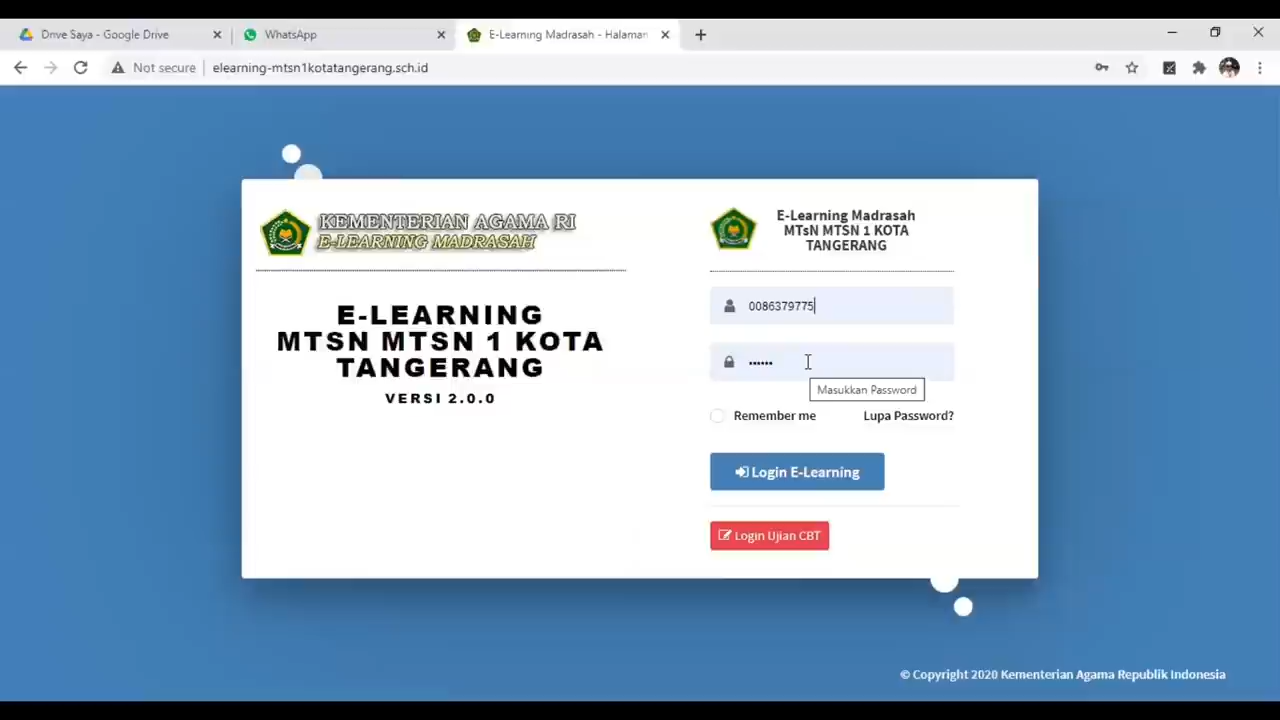 Drive Saya - Google Drive
WhatsApp
E-Learning Madrasah - Halaman
Not secure
elearning-mtsn1kotatangerang.sch.id
KEMENTERIAN AGAMA RI
E-LEARNING MADRASAH
E-LEARNING
MTSN MTSN 1 KOTA
TANGERANG
VERSI 2.0.0
E-Learning Madrasah
MTsN MTSN 1 KOTA
TANGERANG
0086379775
••••••
Masukkan Password
Remember me
Lupa Password?
Login E-Learning
Login Ujian CBT
© Copyright 2020 Kementerian Agama Republik Indonesia